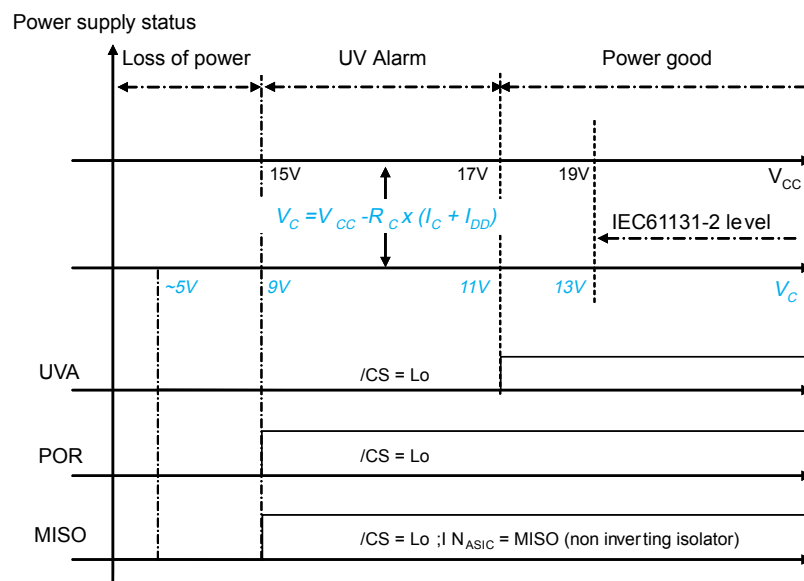 Power supply status
Loss of power UV Alarm Power good
15V 17V 19V V_CC
V_C =V_CC -R_C x (I_C + I_DD)
IEC61131-2 level
~5V 9V 11V 13V V_C
UVA /CS = Lo
POR /CS = Lo
MISO /CS = Lo ;I N_ASIC = MISO (non inverting isolator)